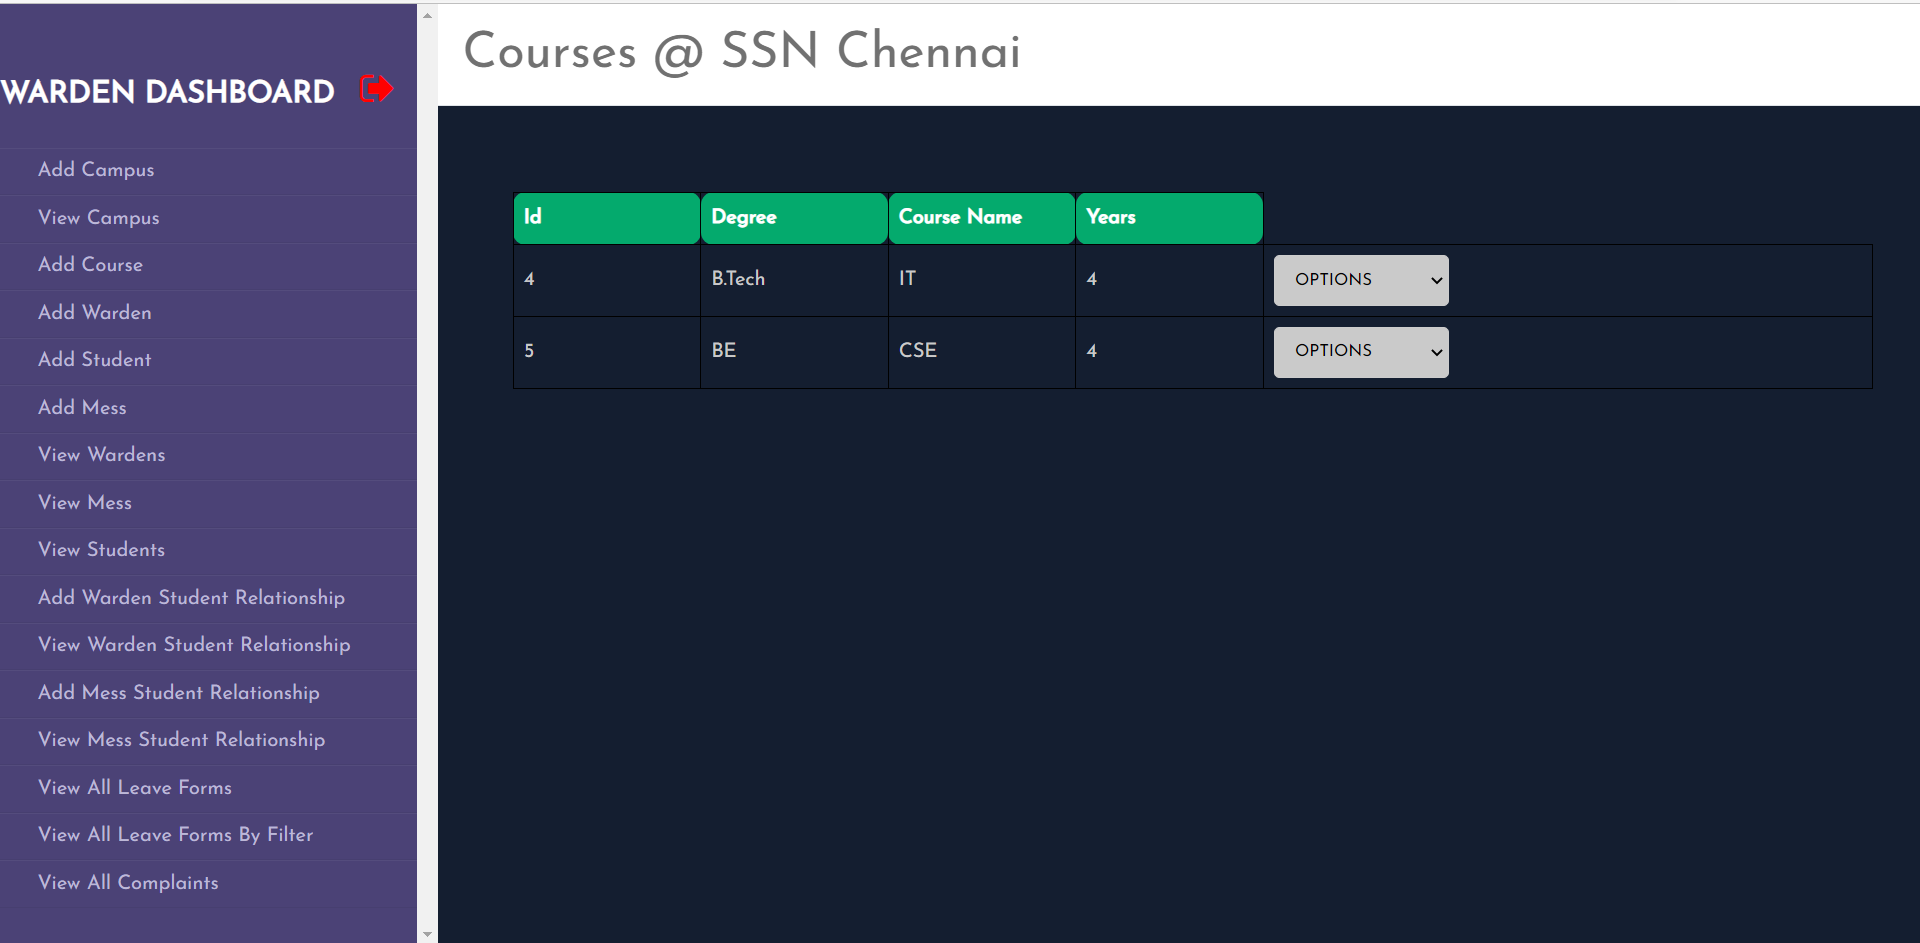 WARDEN DASHBOARD
Add Campus
View Campus
Add Course
Add Warden
Add Student
Add Mess
View Wardens
View Mess
View Students
Add Warden Student Relationship
View Warden Student Relationship
Add Mess Student Relationship
View Mess Student Relationship
View All Leave Forms
View All Leave Forms By Filter
View All Complaints
Courses @ SSN Chennai
Id Degree Course Name Years
4 B.Tech IT 4 OPTIONS
5 BE CSE 4 OPTIONS